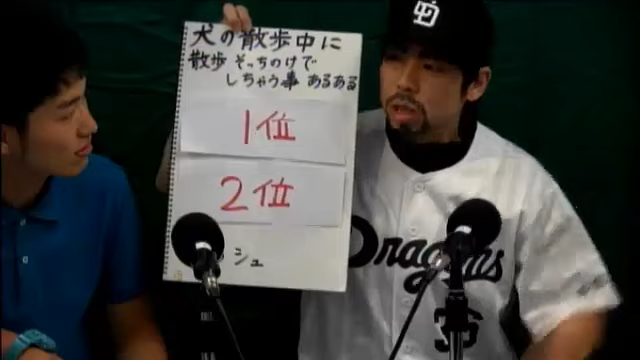 犬の散歩中に
散歩そっちのけで
しちゃう事あるある
1位
2位
シュ
D
Dragons